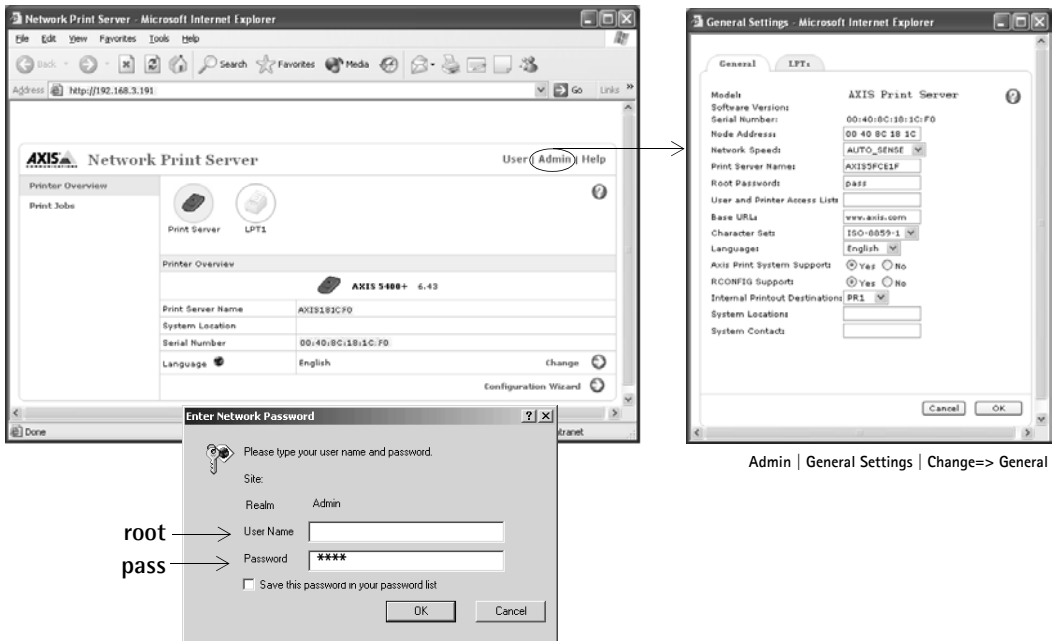 Network Print Server - Microsoft Internet Explorer
File Edit View Favorites Tools Help
Back Search Favorites Media
Address http://192.168.3.191 Go Links »
AXIS COMMUNICATIONS Network Print Server User | Admin | Help
Printer Overview
Print Jobs
Print Server LPT1
Printer Overview
AXIS 5400+ 6.43
Print Server Name AXIS181CF0
System Location
Serial Number 00:40:8C:18:1C:F0
Language English Change
Configuration Wizard
Done
Enter Network Password
Please type your user name and password.
Site:
Realm Admin
root User Name
pass Password ****
Save this password in your password list
OK Cancel
General Settings - Microsoft Internet Explorer
General LPT1
Model: AXIS Print Server
Software Version:
Serial Number: 00:40:8C:18:1C:F0
Node Address: 00 40 8C 18 1C
Network Speed: AUTO_SENSE
Print Server Name: AXIS5FCE1F
Root Password: pass
User and Printer Access List:
Base URL: www.axis.com
Character Set: ISO-8859-1
Language: English
Axis Print System Support: Yes No
RCONFIG Support: Yes No
Internal Printout Destination: PR1
System Location:
System Contact:
Cancel OK
Admin | General Settings | Change=> General